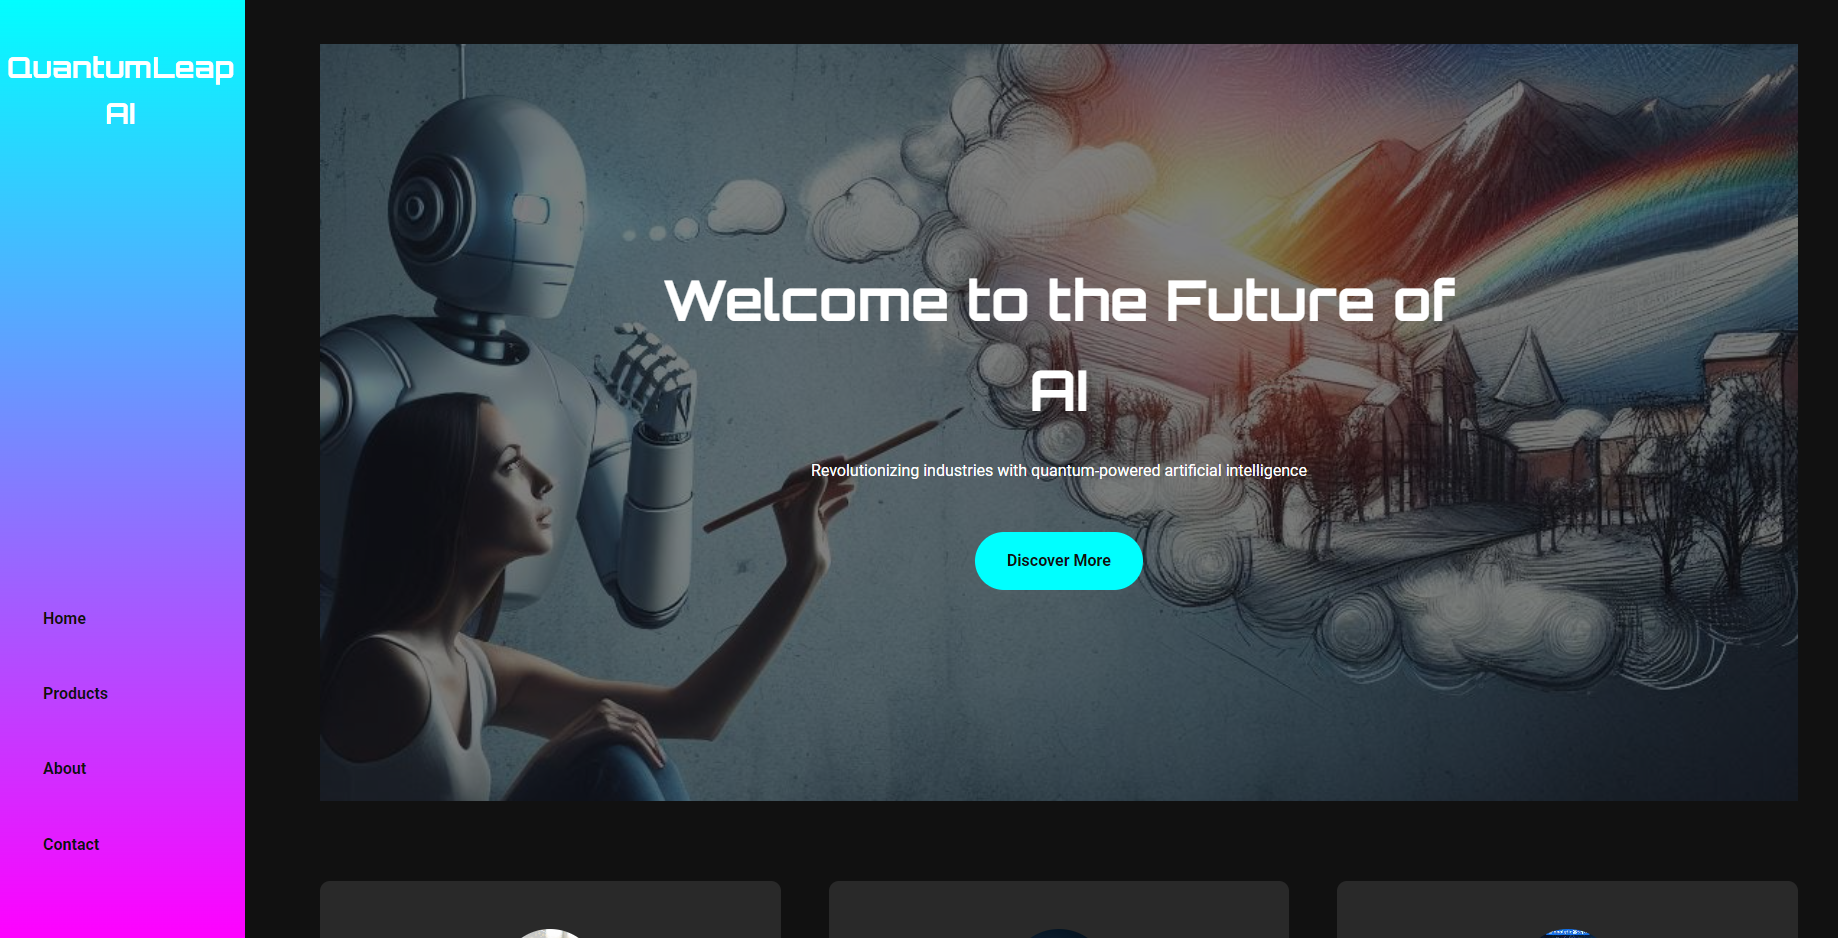 QuantumLeap
AI
Home
Products
About
Contact
Welcome to the Future of
AI
Revolutionizing industries with quantum-powered artificial intelligence
Discover More